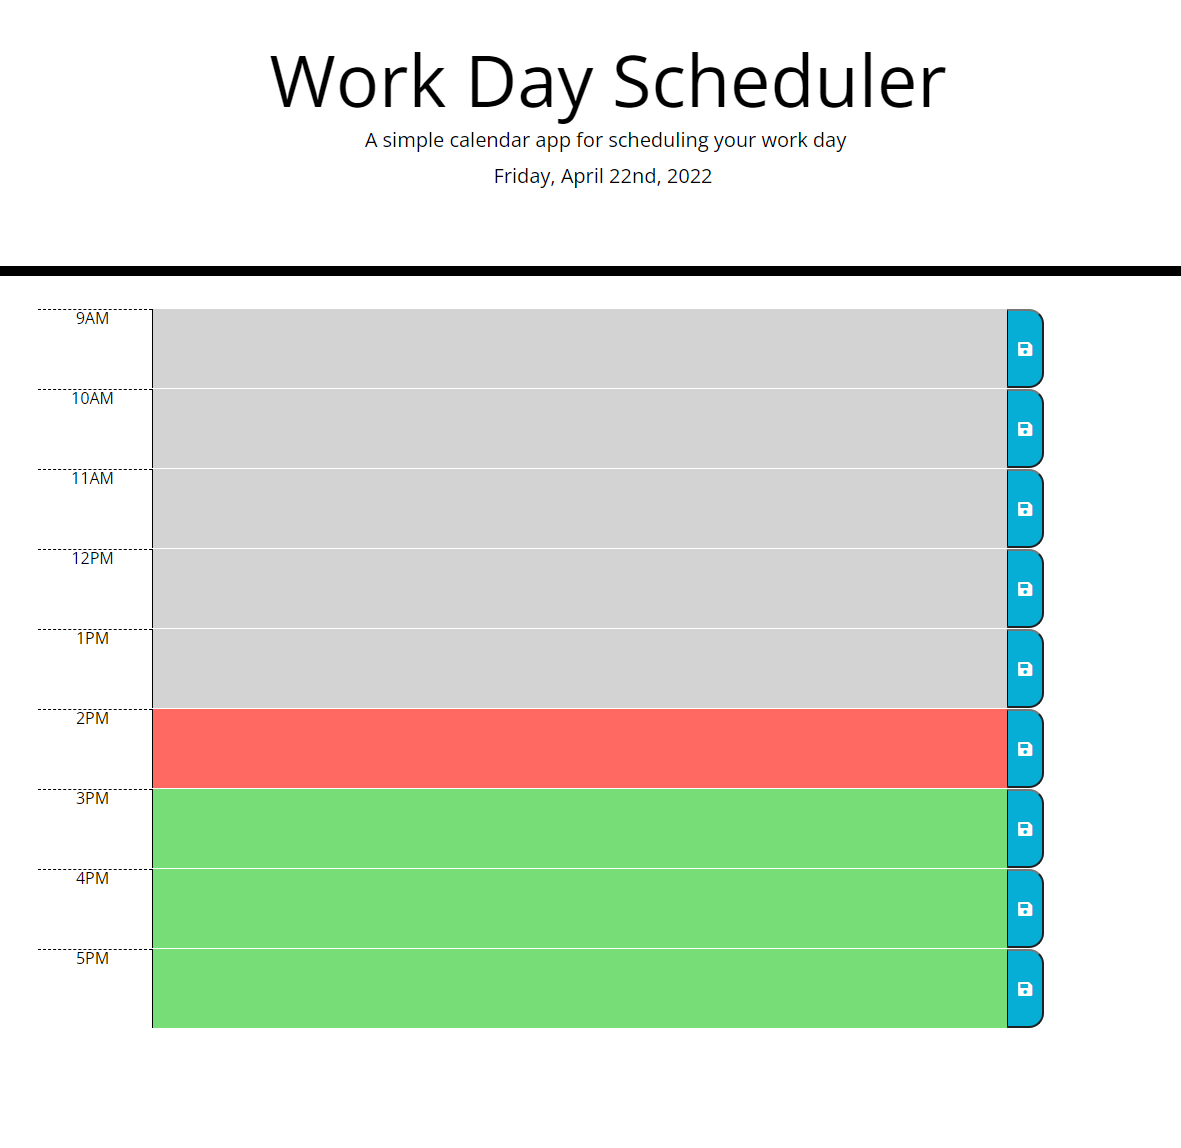 Work Day Scheduler
A simple calendar app for scheduling your work day
Friday, April 22nd, 2022
9AM
10AM
11AM
12PM
1PM
2PM
3PM
4PM
5PM